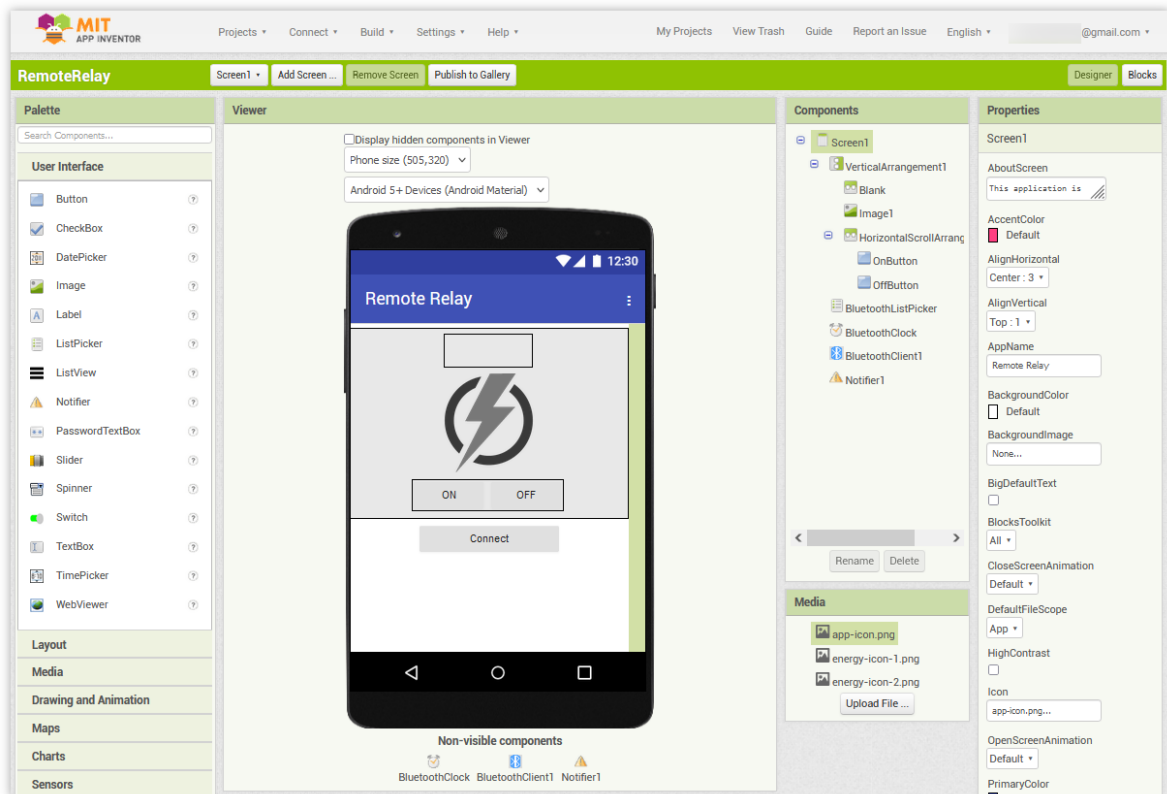 MIT
APP INVENTOR
Projects
Connect
Build
Settings
Help
My Projects
View Trash
Guide
Report an Issue
English
@gmail.com
RemoteRelay
Screen1
Add Screen ...
Remove Screen
Publish to Gallery
Designer
Blocks
Palette
Search Components...
User Interface
Button
CheckBox
DatePicker
Image
Label
ListPicker
ListView
Notifier
PasswordTextBox
Slider
Spinner
Switch
TextBox
TimePicker
WebViewer
Layout
Media
Drawing and Animation
Maps
Charts
Sensors
Viewer
Display hidden components in Viewer
Phone size (505,320)
Android 5+ Devices (Android Material)
12:30
Remote Relay
ON
OFF
Connect
Non-visible components
BluetoothClock
BluetoothClient1
Notifier1
Components
Screen1
VerticalArrangement1
Blank
Image1
HorizontalScrollArrang
OnButton
OffButton
BluetoothListPicker
BluetoothClock
BluetoothClient1
Notifier1
Rename
Delete
Media
app-icon.png
energy-icon-1.png
energy-icon-2.png
Upload File ...
Properties
Screen1
AboutScreen
This application is
AccentColor
Default
AlignHorizontal
Center : 3
AlignVertical
Top : 1
AppName
Remote Relay
BackgroundColor
Default
BackgroundImage
None...
BigDefaultText
BlocksToolkit
All
CloseScreenAnimation
Default
DefaultFileScope
App
HighContrast
Icon
app-icon.png...
OpenScreenAnimation
Default
PrimaryColor